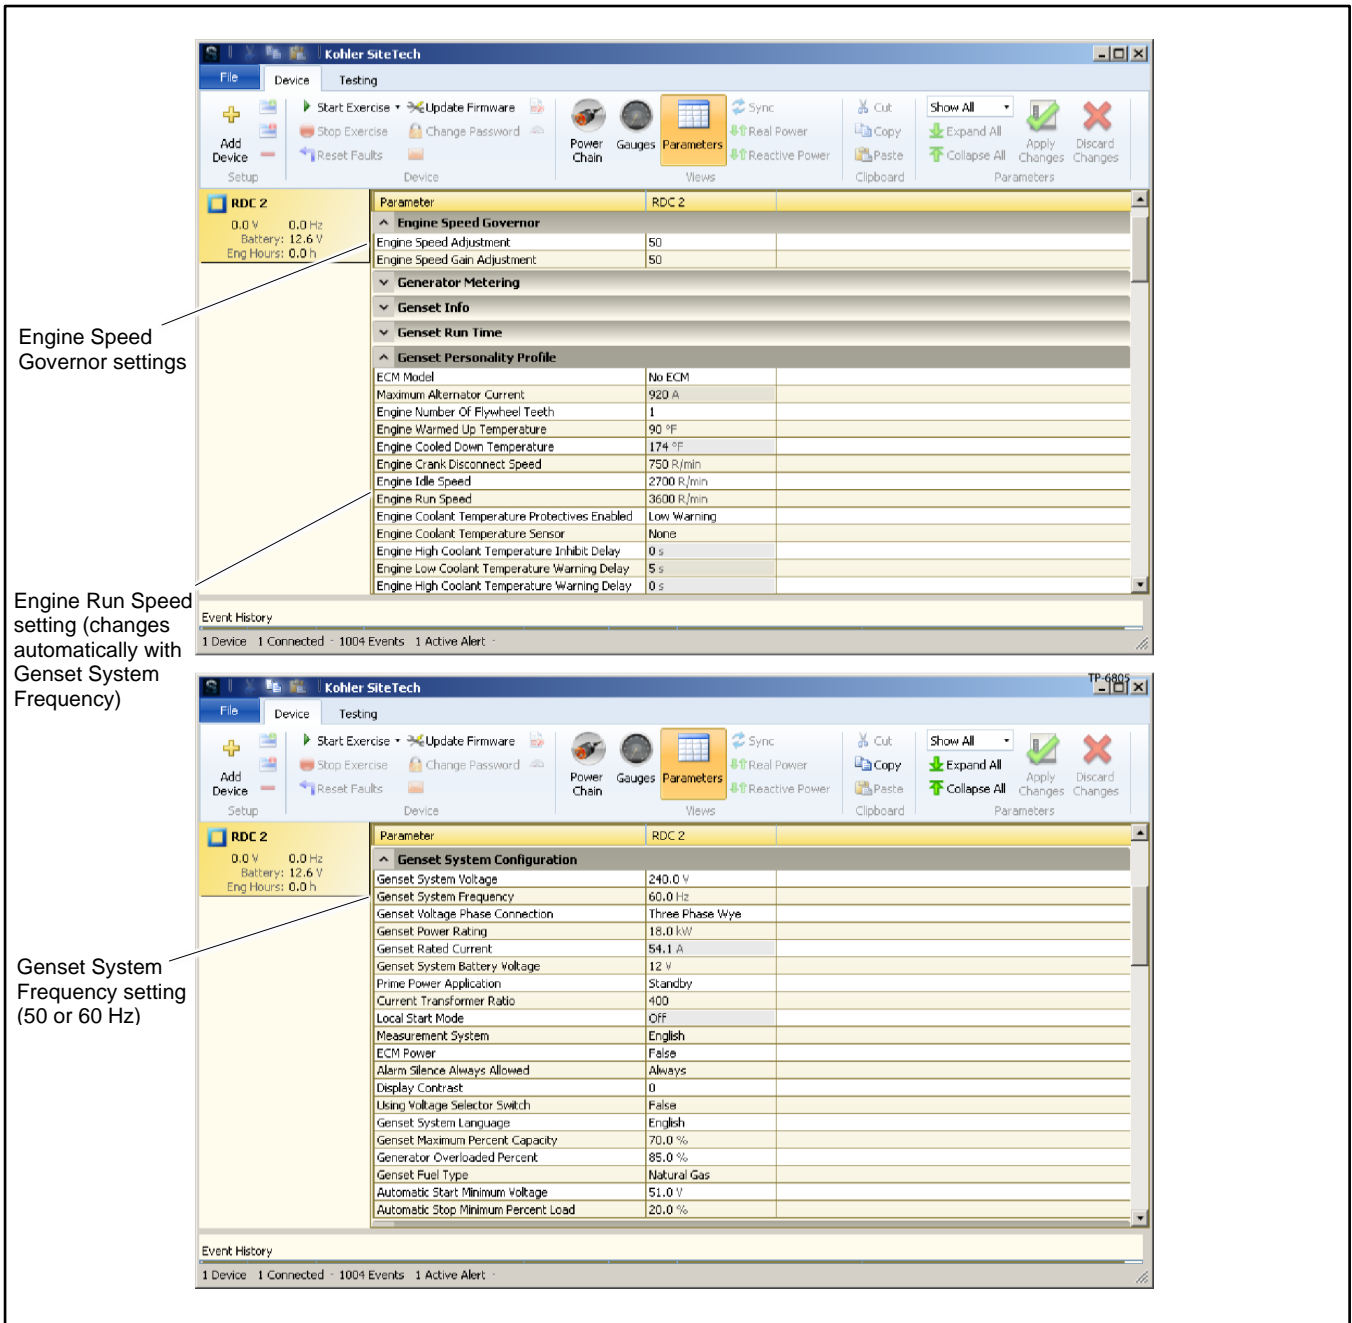 Kohler SiteTech
File Device Testing
Add Device
Start Exercise
Stop Exercise
Reset Faults
Update Firmware
Change Password
Power Chain
Gauges
Parameters
Sync
Real Power
Reactive Power
Cut
Copy
Paste
Show All
Expand All
Collapse All
Apply Changes
Discard Changes
Setup Device Views Clipboard Parameters
RDC 2
0.0 V 0.0 Hz
Battery: 12.6 V
Eng Hours: 0.0 h
Parameter RDC 2
Engine Speed Governor
Engine Speed Adjustment 50
Engine Speed Gain Adjustment 50
Generator Metering
Genset Info
Genset Run Time
Genset Personality Profile
ECM Model No ECM
Maximum Alternator Current 920 A
Engine Number Of Flywheel Teeth 1
Engine Warmed Up Temperature 90 °F
Engine Cooled Down Temperature 174 °F
Engine Crank Disconnect Speed 750 R/min
Engine Idle Speed 2700 R/min
Engine Run Speed 3600 R/min
Engine Coolant Temperature Protectives Enabled Low Warning
Engine Coolant Temperature Sensor None
Engine High Coolant Temperature Inhibit Delay 0 s
Engine Low Coolant Temperature Warning Delay 5 s
Engine High Coolant Temperature Warning Delay 0 s
Event History
1 Device 1 Connected - 1004 Events 1 Active Alert -
Engine Speed
Governor settings
Engine Run Speed
setting (changes
automatically with
Genset System
Frequency)
Kohler SiteTech
TP-6805
File Device Testing
Add Device
Start Exercise
Stop Exercise
Reset Faults
Update Firmware
Change Password
Power Chain
Gauges
Parameters
Sync
Real Power
Reactive Power
Cut
Copy
Paste
Show All
Expand All
Collapse All
Apply Changes
Discard Changes
Setup Device Views Clipboard Parameters
RDC 2
0.0 V 0.0 Hz
Battery: 12.6 V
Eng Hours: 0.0 h
Parameter RDC 2
Genset System Configuration
Genset System Voltage 240.0 V
Genset System Frequency 60.0 Hz
Genset Voltage Phase Connection Three Phase Wye
Genset Power Rating 18.0 kW
Genset Rated Current 54.1 A
Genset System Battery Voltage 12 V
Prime Power Application Standby
Current Transformer Ratio 400
Local Start Mode Off
Measurement System English
ECM Power False
Alarm Silence Always Allowed Always
Display Contrast 0
Using Voltage Selector Switch False
Genset System Language English
Genset Maximum Percent Capacity 70.0 %
Generator Overloaded Percent 85.0 %
Genset Fuel Type Natural Gas
Automatic Start Minimum Voltage 51.0 V
Automatic Stop Minimum Percent Load 20.0 %
Event History
1 Device 1 Connected - 1004 Events 1 Active Alert -
Genset System
Frequency setting
(50 or 60 Hz)